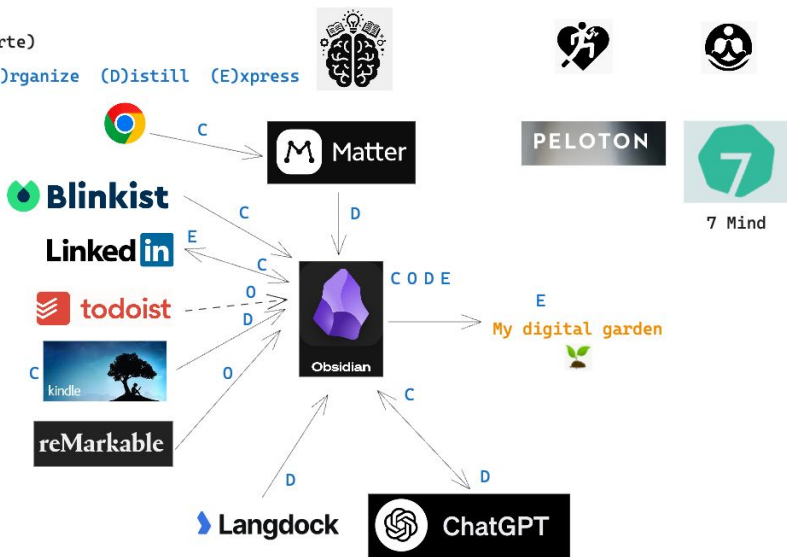 rte)
)rganize (D)istill (E)xpress
C
Matter
PELOTON
7
7 Mind
Blinkist
C
D
LinkedIn
E
C
CODE
todoist
O
D
E
My digital garden
C
kindle
O
Obsidian
reMarkable
C
D
D
Langdock
ChatGPT